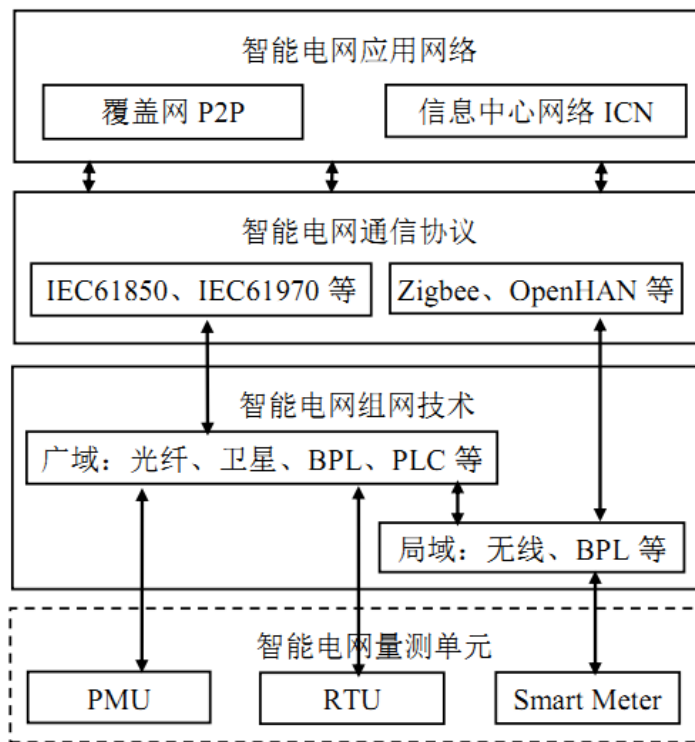 智能电网应用网络
覆盖网 P2P
信息中心网络 ICN
智能电网通信协议
IEC61850、IEC61970 等
Zigbee、OpenHAN 等
智能电网组网技术
广域：光纤、卫星、BPL、PLC 等
局域：无线、BPL 等
智能电网量测单元
PMU
RTU
Smart Meter